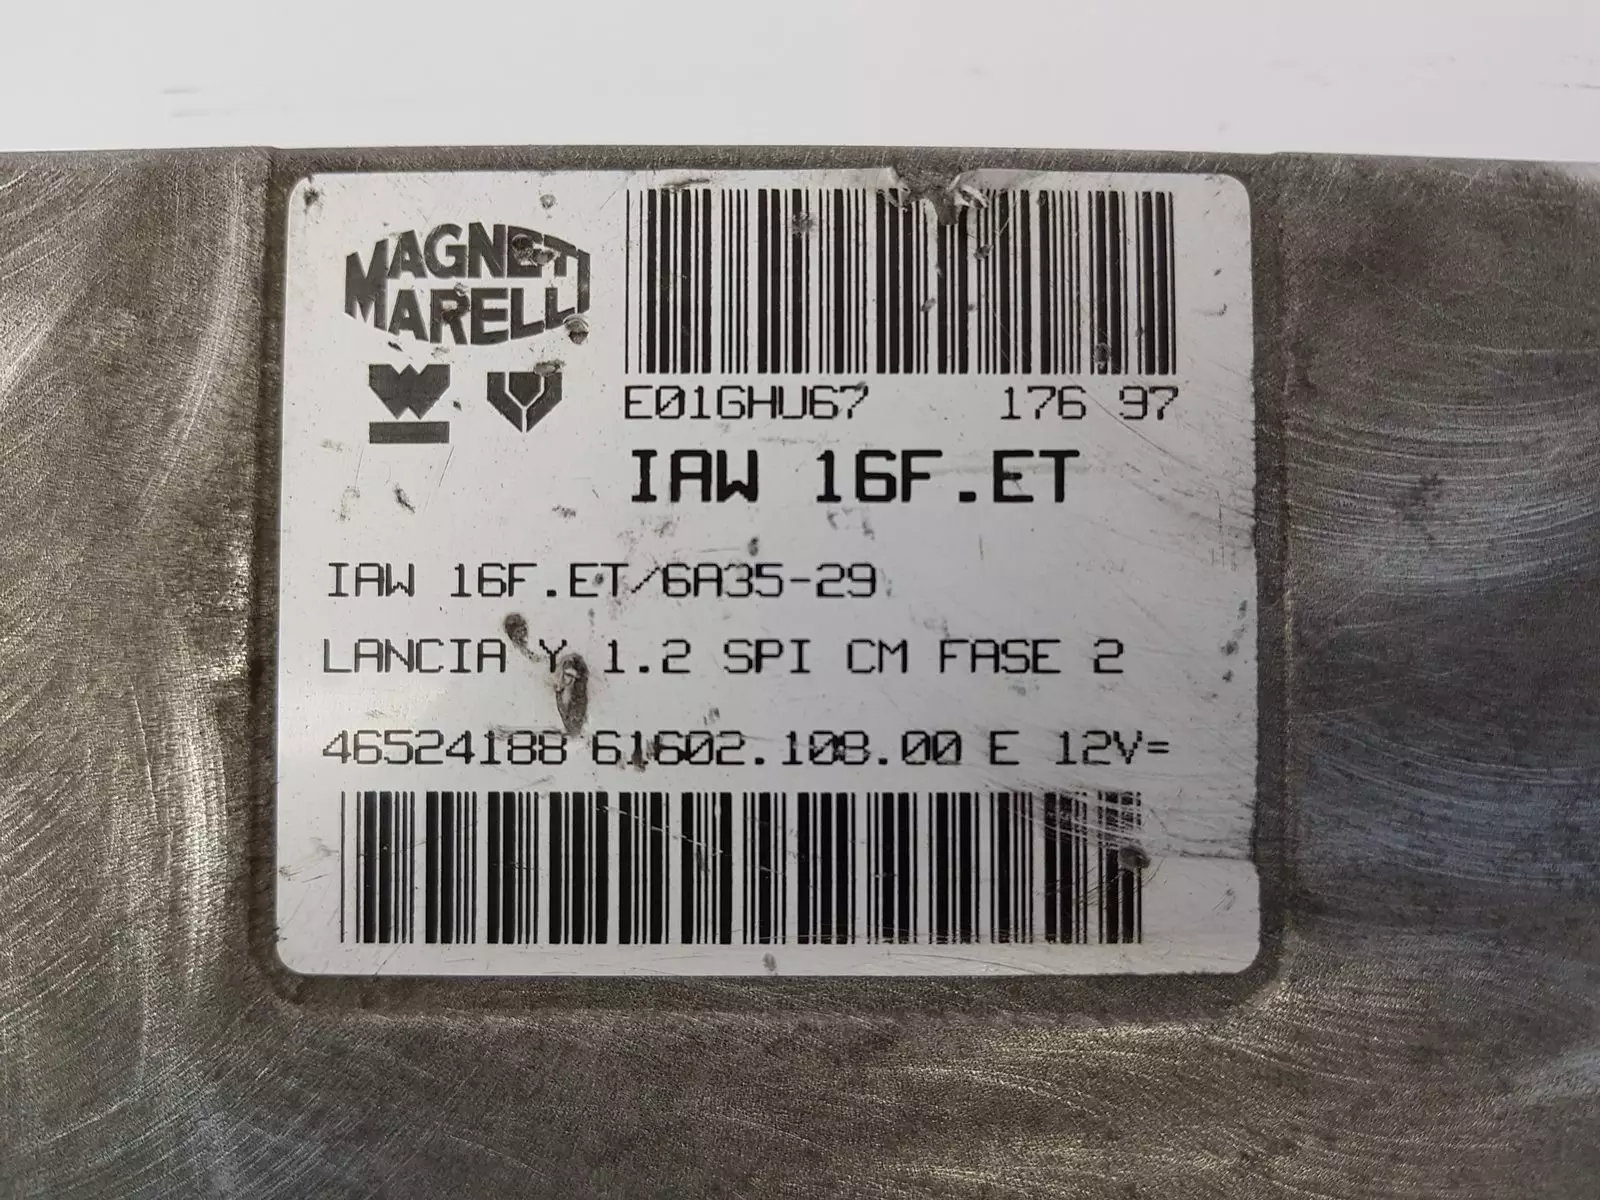 MAGNETI
MARELLI
E01GHU67 176 97
IAW 16F.ET
IAW 16F.ET/6A35-29
LANCIA Y 1.2 SPI CM FASE 2
46524188 61602.108.00 E 12V=